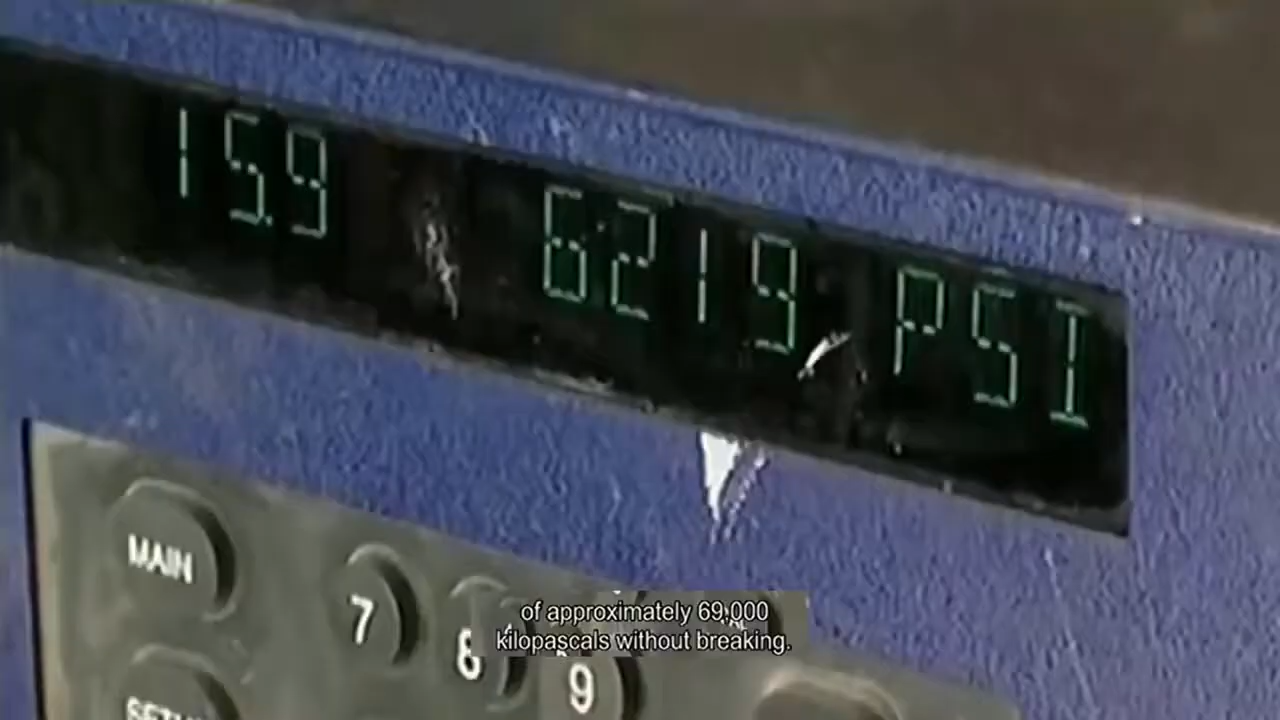 159 6219 PSI
MAIN
7
8
9
of approximately 69,000
kilopascals without breaking.